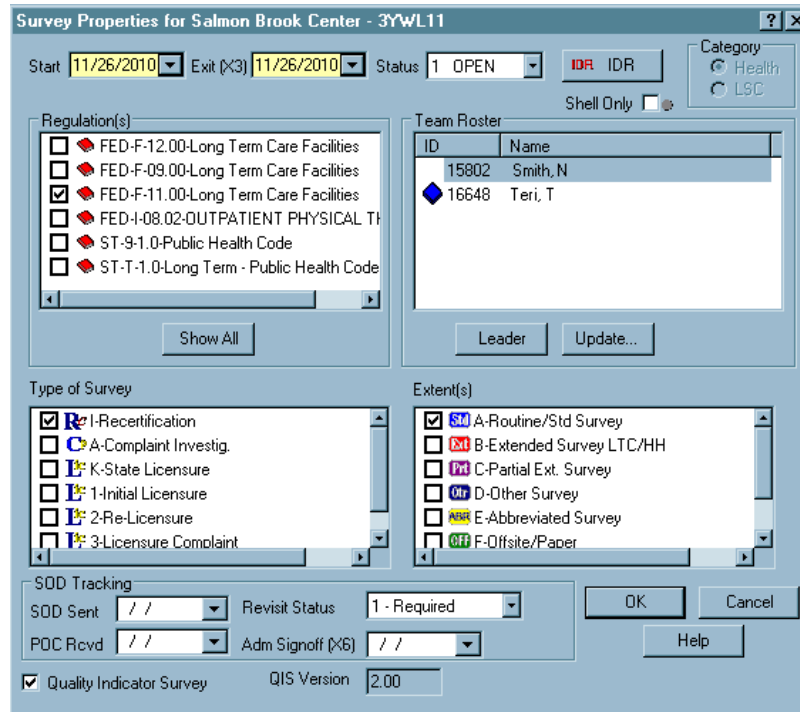 Survey Properties for Salmon Brook Center - 3YWL11
Start 11/26/2010 Exit (X3) 11/26/2010 Status 1 OPEN IDR IDR
Category
Health
LSC
Shell Only
Regulation(s)
FED-F-12.00-Long Term Care Facilities
FED-F-09.00-Long Term Care Facilities
FED-F-11.00-Long Term Care Facilities
FED-I-08.02-OUTPATIENT PHYSICAL TH
ST-9-1.0-Public Health Code
ST-T-1.0-Long Term - Public Health Code
Show All
Team Roster
ID Name
15802 Smith, N
16648 Teri, T
Leader Update...
Type of Survey
Re I-Recertification
C A-Complaint Investig.
L K-State Licensure
L 1-Initial Licensure
L 2-Re-Licensure
L 3-Licensure Complaint
Extent(s)
Std A-Routine/Std Survey
Ext B-Extended Survey LTC/HH
Prt C-Partial Ext. Survey
Otr D-Other Survey
ABR E-Abbreviated Survey
Off F-Offsite/Paper
SOD Tracking
SOD Sent / / Revisit Status 1 - Required
POC Rcvd / / Adm Signoff (X6) / /
OK Cancel
Help
Quality Indicator Survey QIS Version 2.00